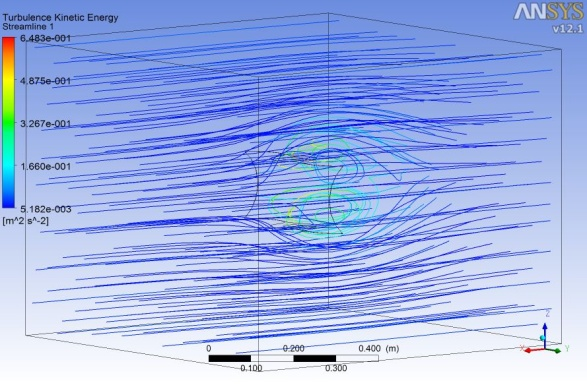 Turbulence Kinetic Energy
Streamline 1
ANSYS
v12.1
6.483e-001
4.875e-001
3.267e-001
1.660e-001
5.182e-003
[m^2 s^-2]
0 0.200 0.400 (m)
0.100 0.300
Z
X Y